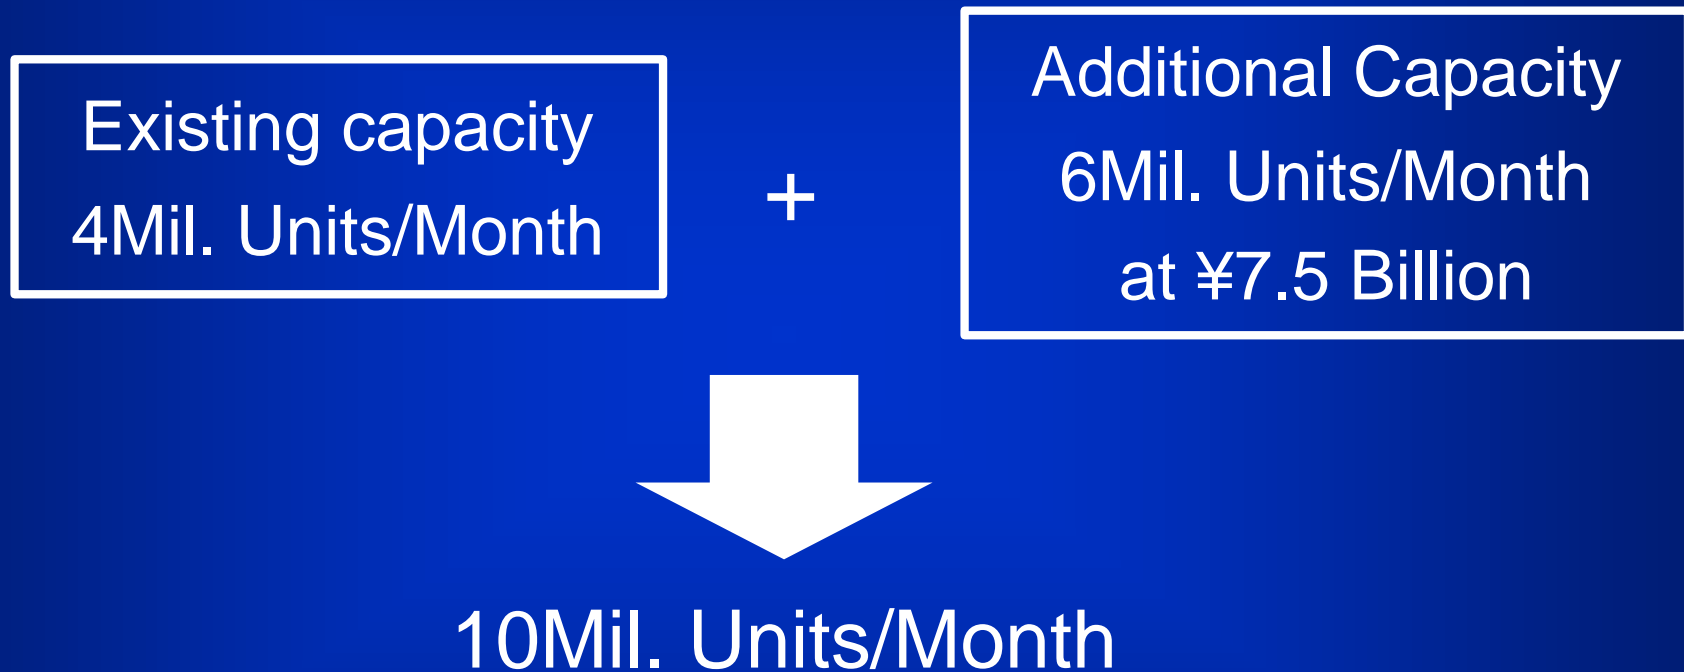 Existing capacity
4Mil. Units/Month
+
Additional Capacity
6Mil. Units/Month
at ¥7.5 Billion
10Mil. Units/Month